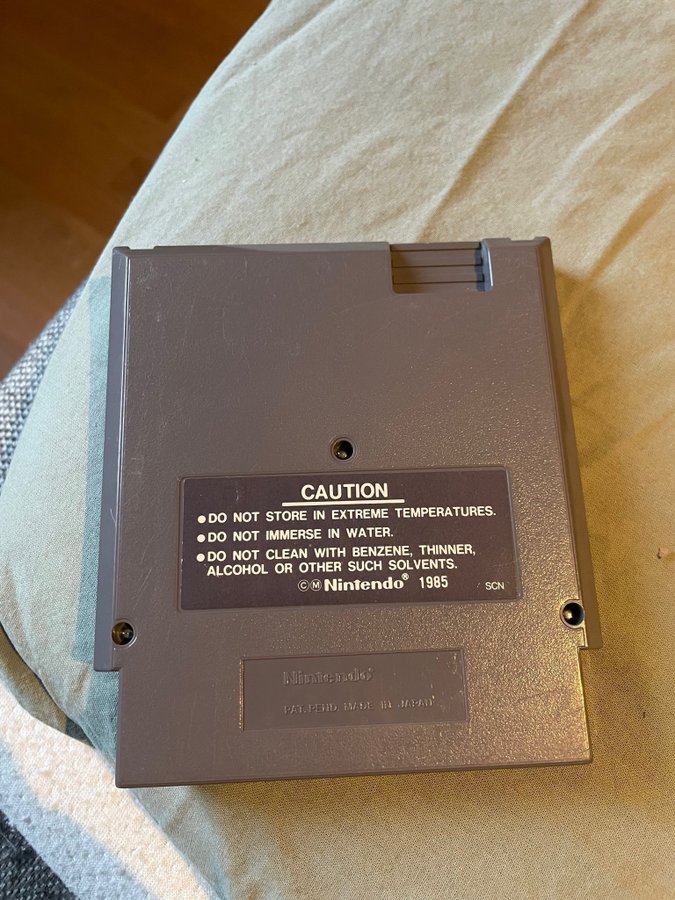 CAUTION
●DO NOT STORE IN EXTREME TEMPERATURES.
●DO NOT IMMERSE IN WATER.
●DO NOT CLEAN WITH BENZENE, THINNER,
ALCOHOL OR OTHER SUCH SOLVENTS.
©Ⓜ Nintendo® 1985 SCN
Nintendo®
PAT. PEND. MADE IN JAPAN